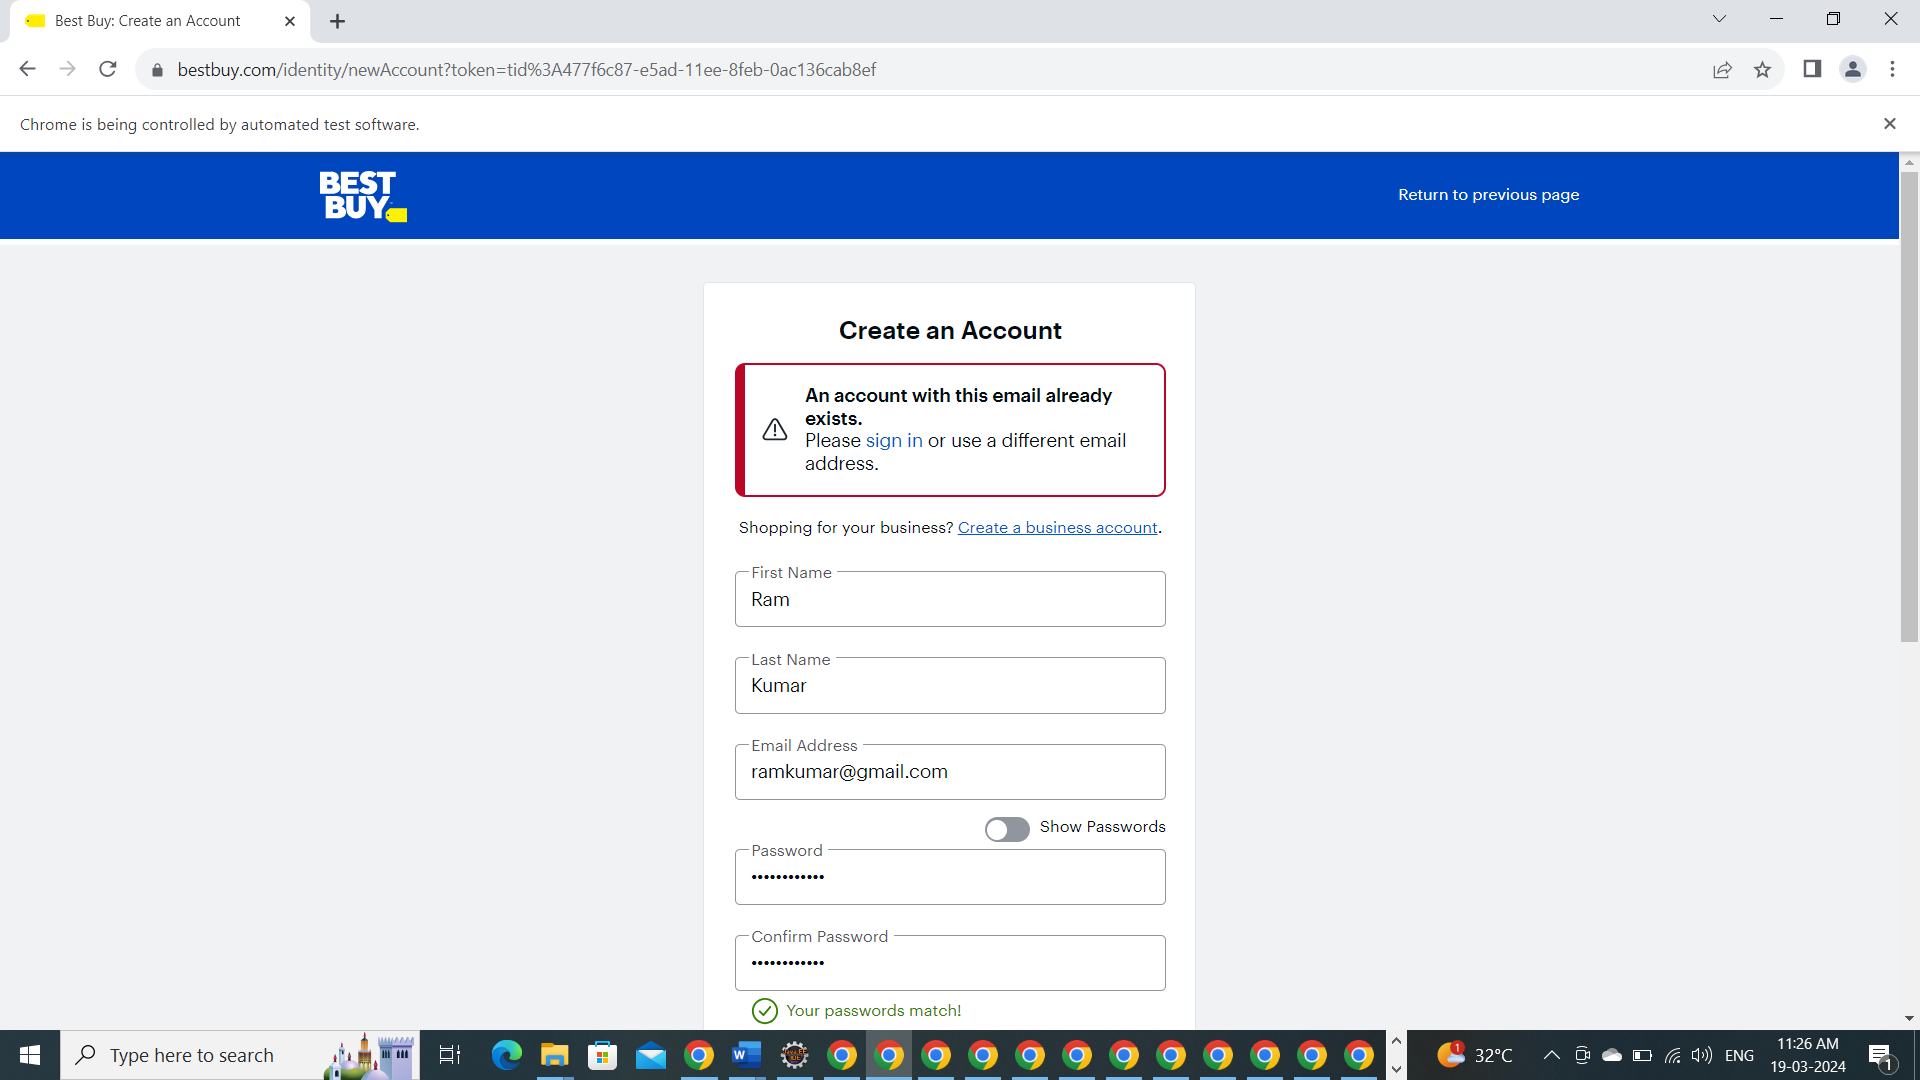 Best Buy: Create an Account
bestbuy.com/identity/newAccount?token=tid%3A477f6c87-e5ad-11ee-8feb-0ac136cab8ef
Chrome is being controlled by automated test software.
BEST
BUY
Return to previous page
Create an Account
An account with this email already
exists.
Please sign in or use a different email
address.
Shopping for your business? Create a business account.
First Name
Ram
Last Name
Kumar
Email Address
ramkumar@gmail.com
Show Passwords
Password
••••••••••••
Confirm Password
••••••••••••
Your passwords match!
Type here to search
1
32°C
ENG
11:26 AM
19-03-2024
1